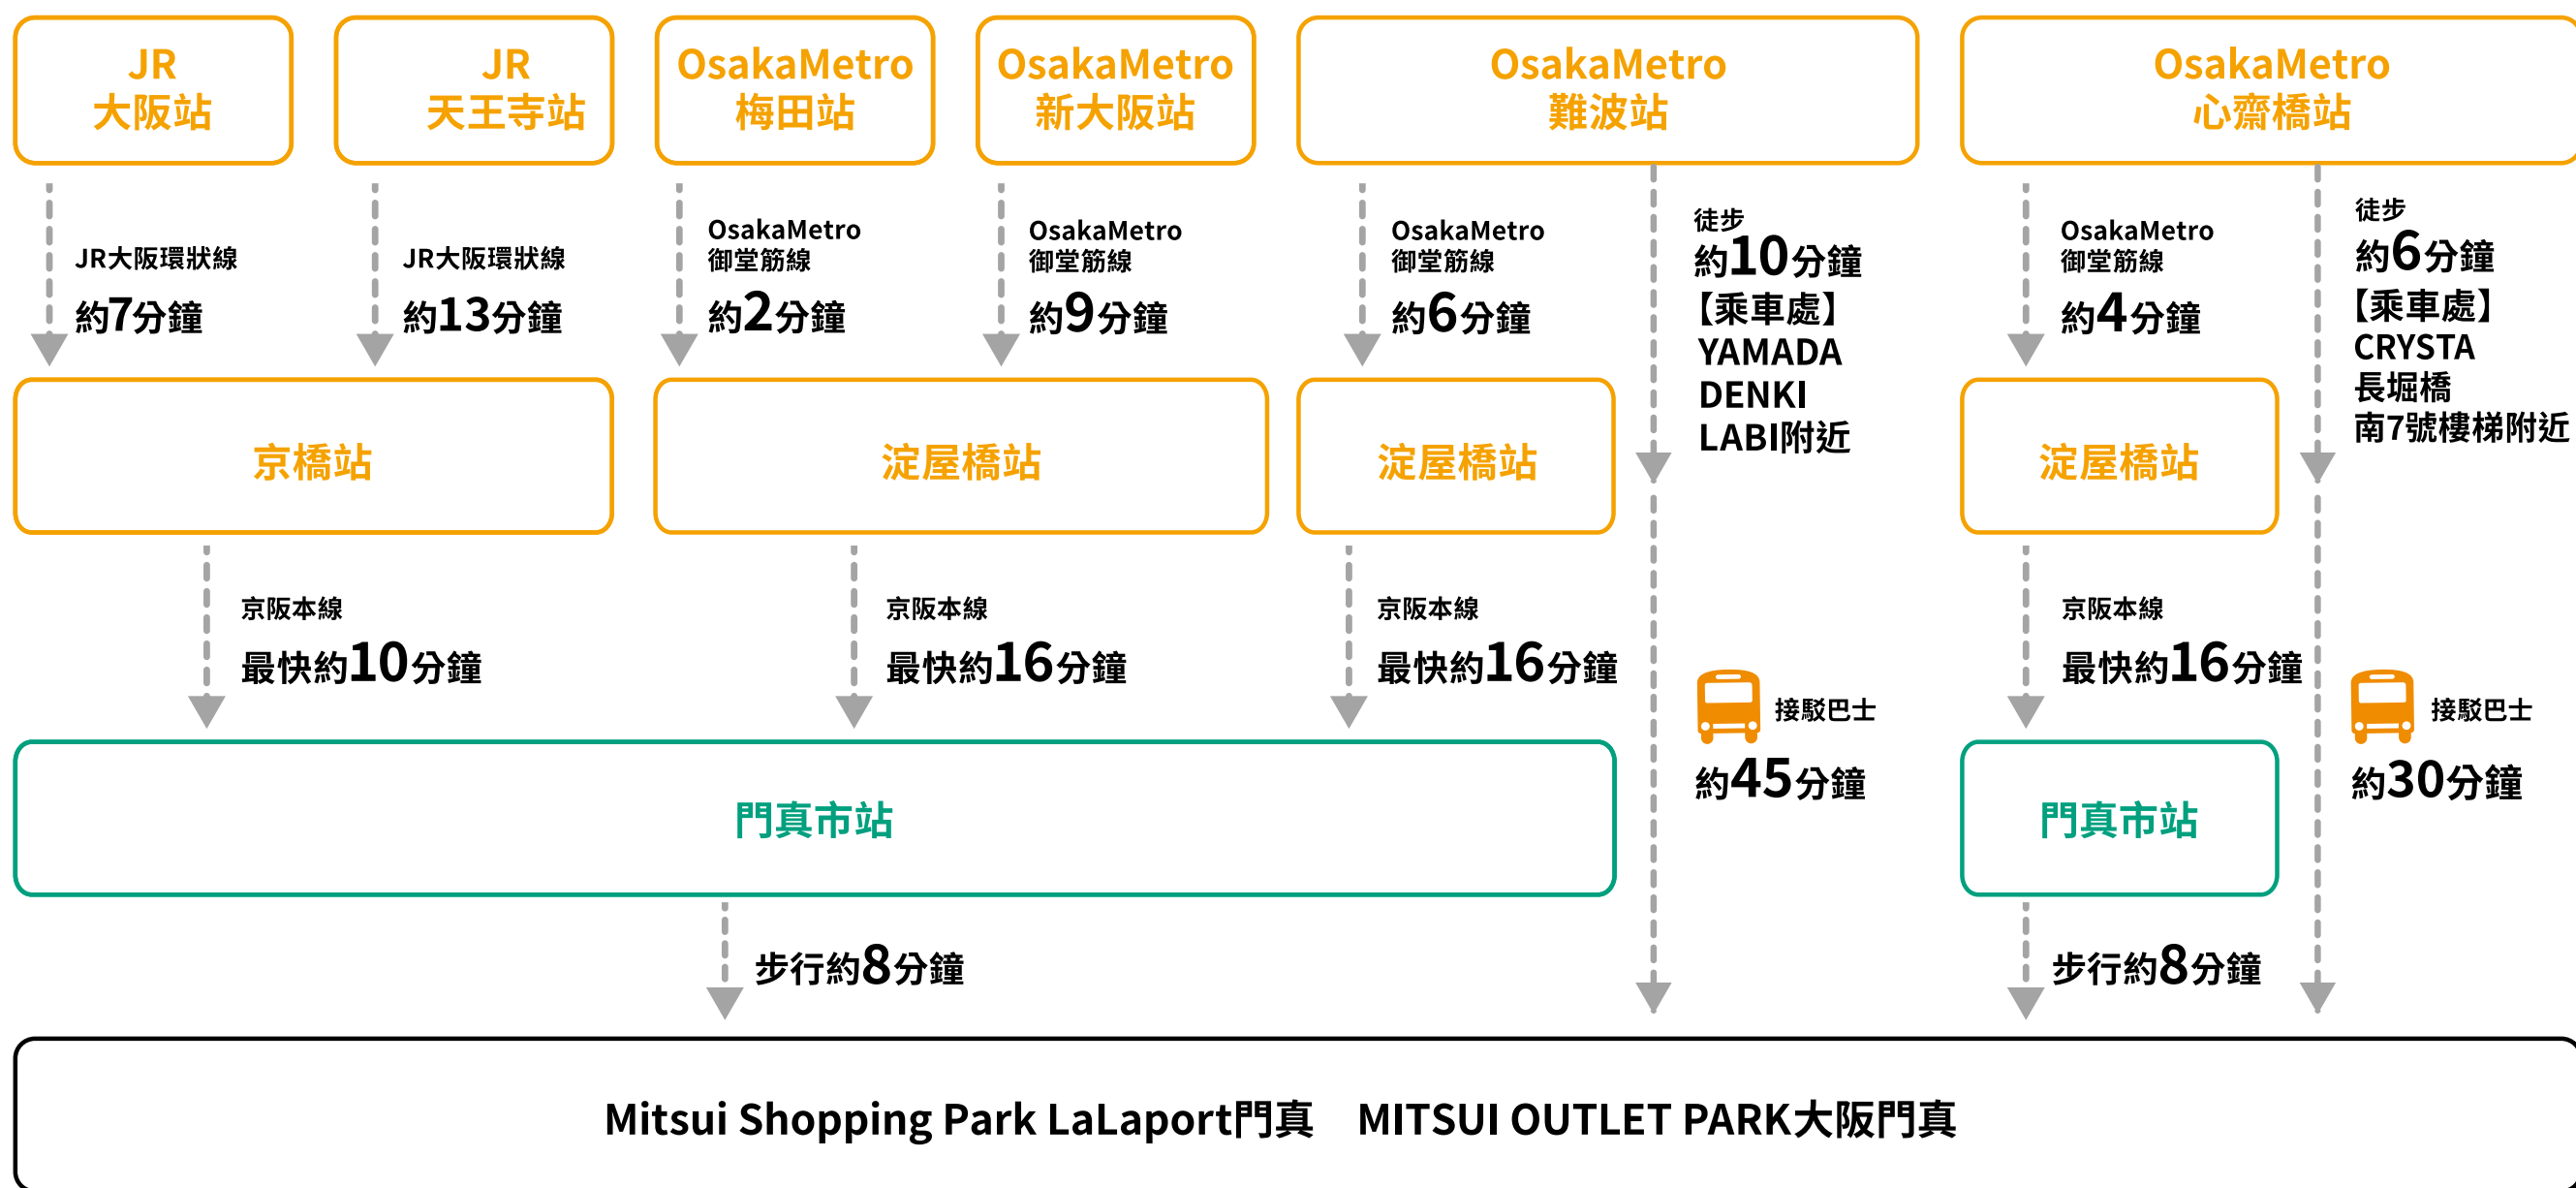 JR
大阪站
JR
天王寺站
OsakaMetro
梅田站
OsakaMetro
新大阪站
OsakaMetro
難波站
OsakaMetro
心齋橋站
JR大阪環狀線
約7分鐘
JR大阪環狀線
約13分鐘
OsakaMetro
御堂筋線
約2分鐘
OsakaMetro
御堂筋線
約9分鐘
OsakaMetro
御堂筋線
約6分鐘
徒步
約10分鐘
【乘車處】
YAMADA
DENKI
LABI附近
OsakaMetro
御堂筋線
約4分鐘
徒步
約6分鐘
【乘車處】
CRYSTA
長堀橋
南7號樓梯附近
京橋站
淀屋橋站
淀屋橋站
淀屋橋站
京阪本線
最快約10分鐘
京阪本線
最快約16分鐘
京阪本線
最快約16分鐘
接駁巴士
約45分鐘
京阪本線
最快約16分鐘
接駁巴士
約30分鐘
門真市站
門真市站
步行約8分鐘
步行約8分鐘
Mitsui Shopping Park LaLaport門真 MITSUI OUTLET PARK大阪門真